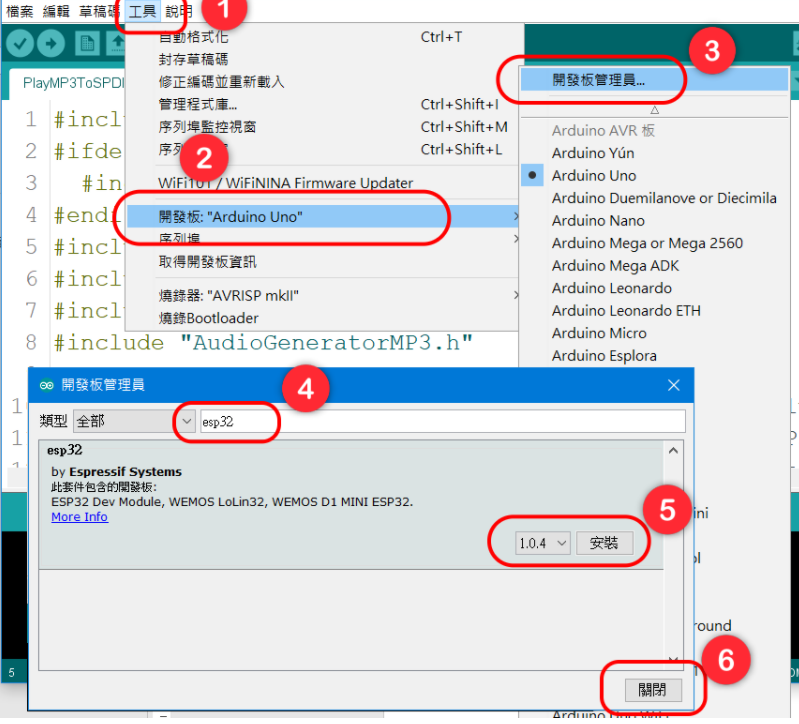 檔案 編輯 草稿碼 工具 說明
1
自動格式化 Ctrl+T
封存草稿碼
修正編碼並重新載入
管理程式庫... Ctrl+Shift+I
序列埠監控視窗 Ctrl+Shift+M
Ctrl+Shift+L
2
WiFi101 / WiFiNINA Firmware Updater
開發板: "Arduino Uno"
序列埠
取得開發板資訊
燒錄器: "AVRISP mkII"
燒錄Bootloader
3
開發板管理員...
Arduino AVR 板
Arduino Yún
Arduino Uno
Arduino Duemilanove or Diecimila
Arduino Nano
Arduino Mega or Mega 2560
Arduino Mega ADK
Arduino Leonardo
Arduino Leonardo ETH
Arduino Micro
Arduino Esplora
PlayMP3ToSPDI
1 #incl
2 #ifde
3 #in
4 #endi
5 #incl
6 #incl
7 #incl
8 #include "AudioGeneratorMP3.h"
開發板管理員
4
類型 全部 esp32
esp32
by Espressif Systems
此套件包含的開發板:
ESP32 Dev Module, WEMOS LoLin32, WEMOS D1 MINI ESP32.
More Info
5
1.0.4 安裝
6
關閉
5